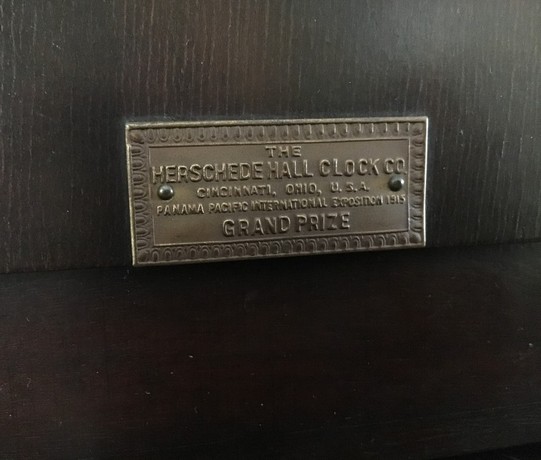 THE
HERSCHEDE HALL CLOCK CO
CINCINNATI, OHIO, U.S.A.
PANAMA PACIFIC INTERNATIONAL EXPOSITION 1915
GRAND PRIZE